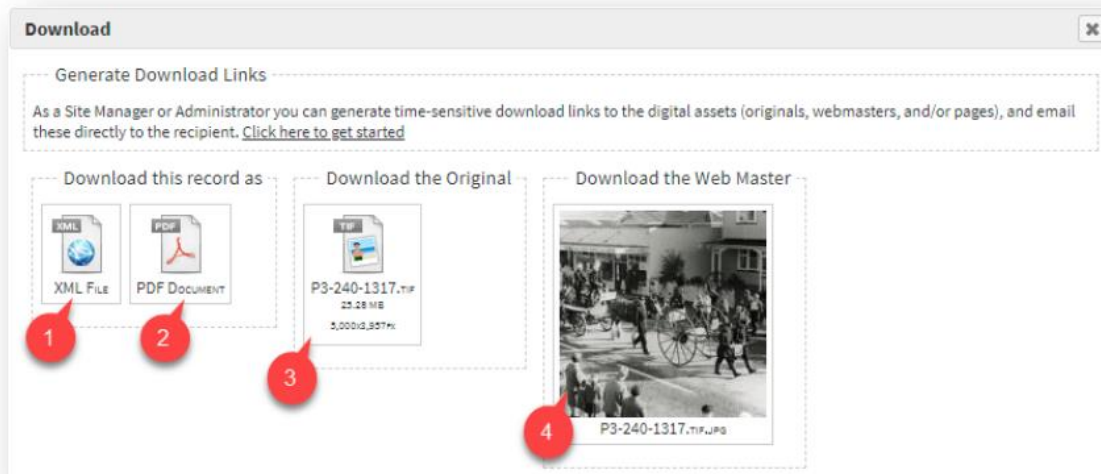 Download
Generate Download Links
As a Site Manager or Administrator you can generate time-sensitive download links to the digital assets (originals, webmasters, and/or pages), and email
these directly to the recipient. Click here to get started
Download this record as
XML
XML File
1
PDF
PDF Document
2
Download the Original
TIF
P3-240-1317.tif
25.28 MB
5,000x3,957px
3
Download the Web Master
P3-240-1317.tif.jpg
4